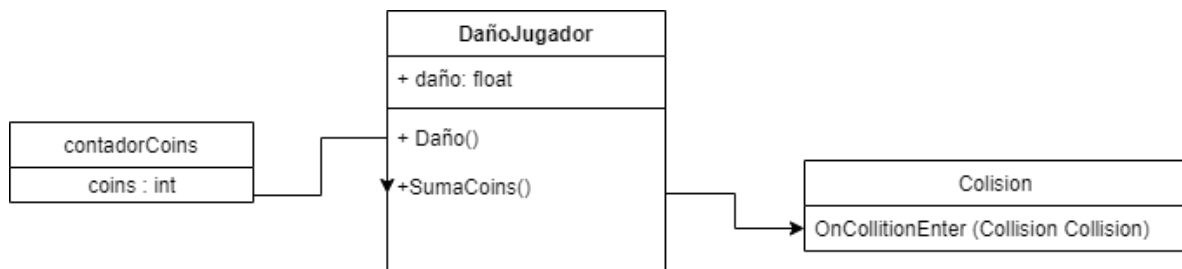 DañoJugador
+ daño: float
+ Daño()
+SumaCoins()
contadorCoins
coins : int
Colision
OnCollitionEnter (Collision Collision)